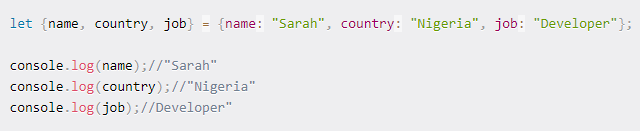 let {name, country, job} = {name: "Sarah", country: "Nigeria", job: "Developer"};
console.log(name);//"Sarah"
console.log(country);//"Nigeria"
console.log(job);//Developer"